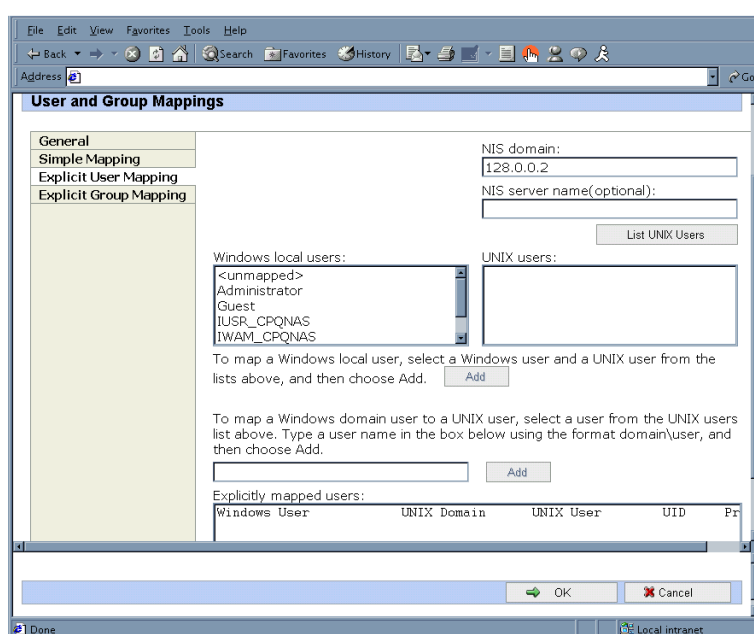 File Edit View Favorites Tools Help
Back Search Favorites History
Address Go
User and Group Mappings
General
Simple Mapping
Explicit User Mapping
Explicit Group Mapping
NIS domain:
128.0.0.2
NIS server name(optional):
List UNIX Users
Windows local users: UNIX users:
<unmapped>
Administrator
Guest
IUSR_CPQNAS
IWAM_CPQNAS
To map a Windows local user, select a Windows user and a UNIX user from the
lists above, and then choose Add. Add
To map a Windows domain user to a UNIX user, select a user from the UNIX users
list above. Type a user name in the box below using the format domain\user, and
then choose Add.
Add
Explicitly mapped users:
Windows User UNIX Domain UNIX User UID Pr
OK Cancel
Done Local intranet